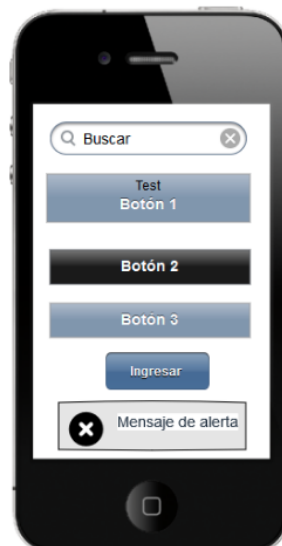 Buscar
Test
Botón 1
Botón 2
Botón 3
Ingresar
Mensaje de alerta